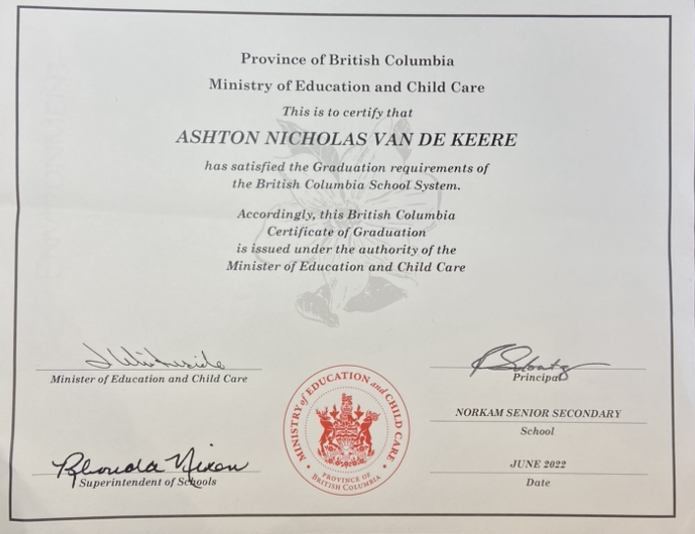 Province of British Columbia
Ministry of Education and Child Care
This is to certify that
ASHTON NICHOLAS VAN DE KEERE
has satisfied the Graduation requirements of
the British Columbia School System.
Accordingly, this British Columbia
Certificate of Graduation
is issued under the authority of the
Minister of Education and Child Care
Minister of Education and Child Care
Principal
NORKAM SENIOR SECONDARY
School
Rhonda Nixon
Superintendent of Schools
JUNE 2022
Date
MINISTRY of EDUCATION and CHILD CARE
PROVINCE OF
BRITISH COLUMBIA